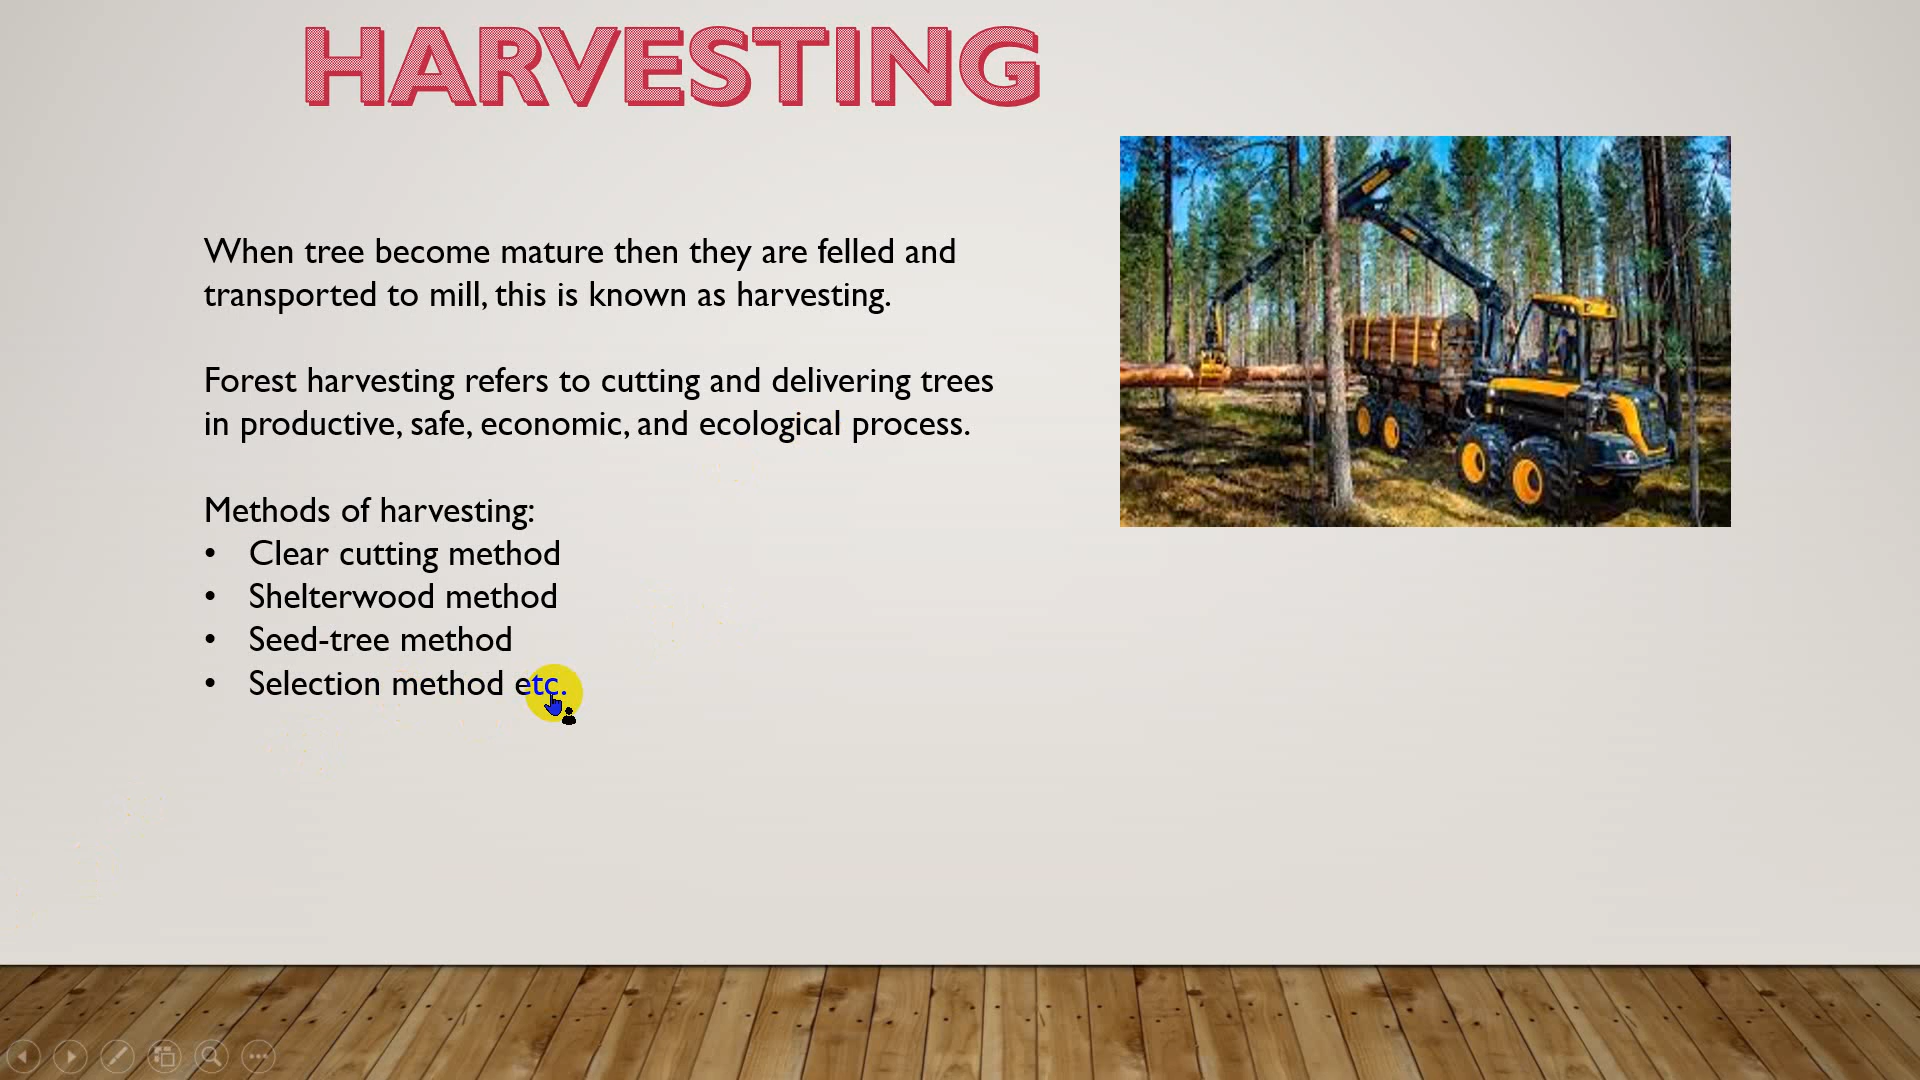 HARVESTING
When tree become mature then they are felled and
transported to mill, this is known as harvesting.
Forest harvesting refers to cutting and delivering trees
in productive, safe, economic, and ecological process.
Methods of harvesting:
• Clear cutting method
• Shelterwood method
• Seed-tree method
• Selection method etc.